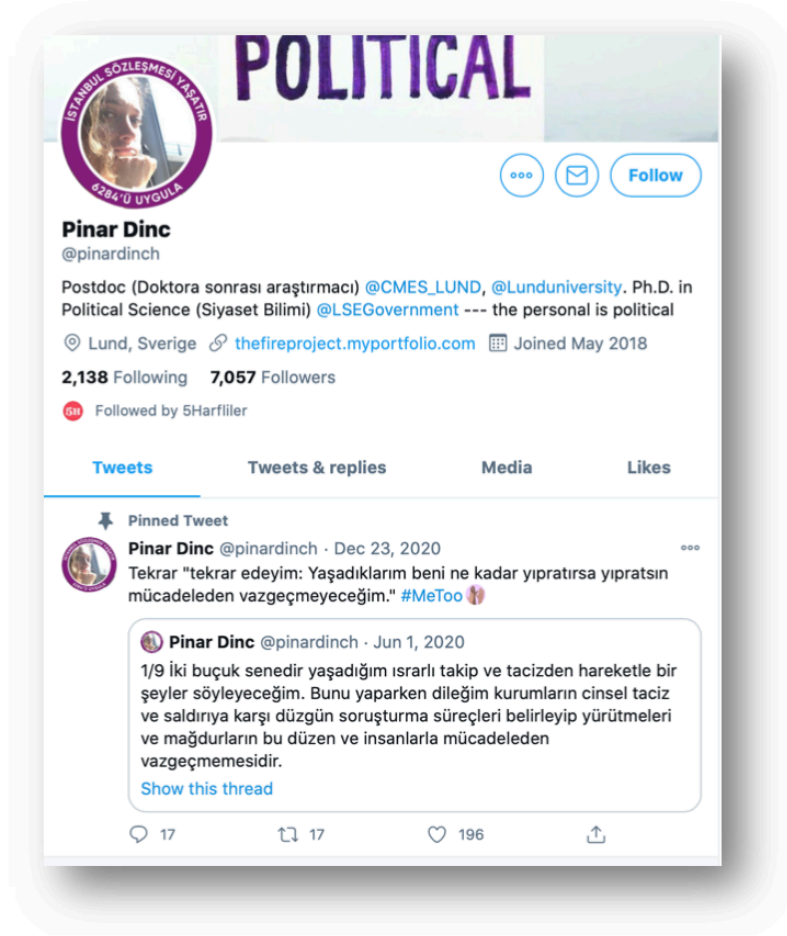 POLITICAL
İSTANBUL SÖZLEŞMESİ YAŞATIR
6284'Ü UYGULA
Follow
Pinar Dinc
@pinardinch
Postdoc (Doktora sonrası araştırmacı) @CMES_LUND, @Lunduniversity. Ph.D. in
Political Science (Siyaset Bilimi) @LSEGovernment --- the personal is political
Lund, Sverige thefireproject.myportfolio.com Joined May 2018
2,138 Following 7,057 Followers
5H Followed by 5Harfliler
Tweets Tweets & replies Media Likes
Pinned Tweet
Pinar Dinc @pinardinch · Dec 23, 2020
Tekrar "tekrar edeyim: Yaşadıklarım beni ne kadar yıpratırsa yıpratsın
mücadeleden vazgeçmeyeceğim." #MeToo
Pinar Dinc @pinardinch · Jun 1, 2020
1/9 İki buçuk senedir yaşadığım ısrarlı takip ve tacizden hareketle bir
şeyler söyleyeceğim. Bunu yaparken dileğim kurumların cinsel taciz
ve saldırıya karşı düzgün soruşturma süreçleri belirleyip yürütmeleri
ve mağdurların bu düzen ve insanlarla mücadeleden
vazgeçmemesidir.
Show this thread
17 17 196